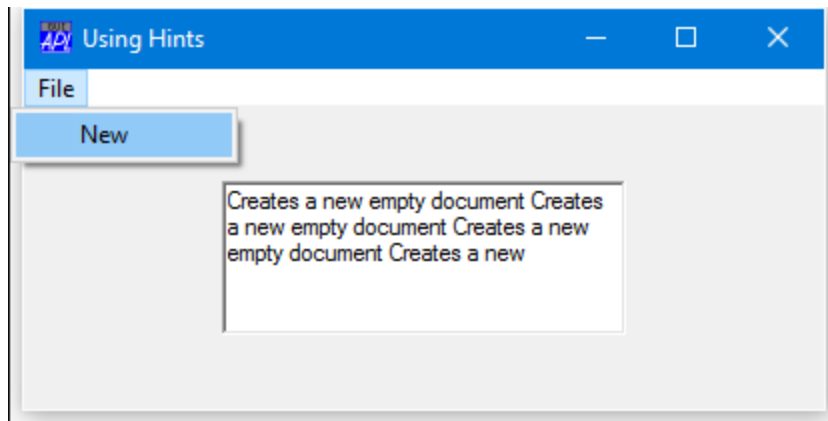 GUI
API Using Hints
File
New
Creates a new empty document Creates
a new empty document Creates a new
empty document Creates a new